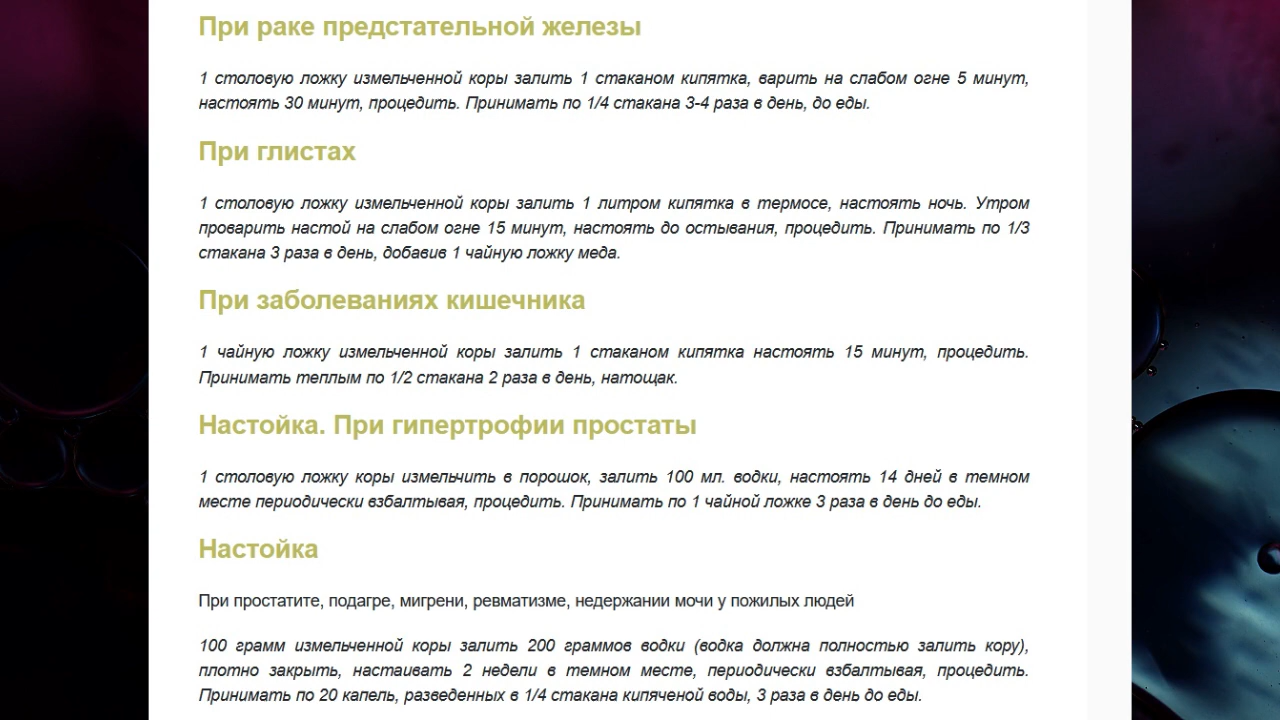 При раке предстательной железы
1 столовую ложку измельченной коры залить 1 стаканом кипятка, варить на слабом огне 5 минут,
настоять 30 минут, процедить. Принимать по 1/4 стакана 3-4 раза в день, до еды.
При глистах
1 столовую ложку измельченной коры залить 1 литром кипятка в термосе, настоять ночь. Утром
проварить настой на слабом огне 15 минут, настоять до остывания, процедить. Принимать по 1/3
стакана 3 раза в день, добавив 1 чайную ложку меда.
При заболеваниях кишечника
1 чайную ложку измельченной коры залить 1 стаканом кипятка настоять 15 минут, процедить.
Принимать теплым по 1/2 стакана 2 раза в день, натощак.
Настойка. При гипертрофии простаты
1 столовую ложку коры измельчить в порошок, залить 100 мл. водки, настоять 14 дней в темном
месте периодически взбалтывая, процедить. Принимать по 1 чайной ложке 3 раза в день до еды.
Настойка
При простатите, подагре, мигрени, ревматизме, недержании мочи у пожилых людей
100 грамм измельченной коры залить 200 граммов водки (водка должна полностью залить кору),
плотно закрыть, настаивать 2 недели в темном месте, периодически взбалтывая, процедить.
Принимать по 20 капель, разведенных в 1/4 стакана кипяченой воды, 3 раза в день до еды.